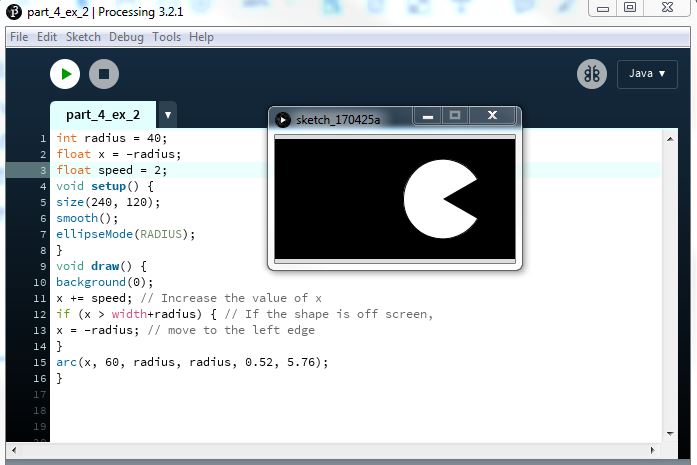 part_4_ex_2 | Processing 3.2.1
File Edit Sketch Debug Tools Help
Java ▼
part_4_ex_2 ▼
sketch_170425a
1 int radius = 40;
2 float x = -radius;
3 float speed = 2;
4 void setup() {
5 size(240, 120);
6 smooth();
7 ellipseMode(RADIUS);
8 }
9 void draw() {
10 background(0);
11 x += speed; // Increase the value of x
12 if (x > width+radius) { // If the shape is off screen,
13 x = -radius; // move to the left edge
14 }
15 arc(x, 60, radius, radius, 0.52, 5.76);
16 }
17
18
19
20